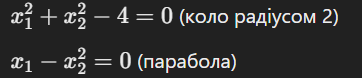 x₁² + x₂² − 4 = 0 (коло радіусом 2)
x₁ − x₂² = 0 (парабола)